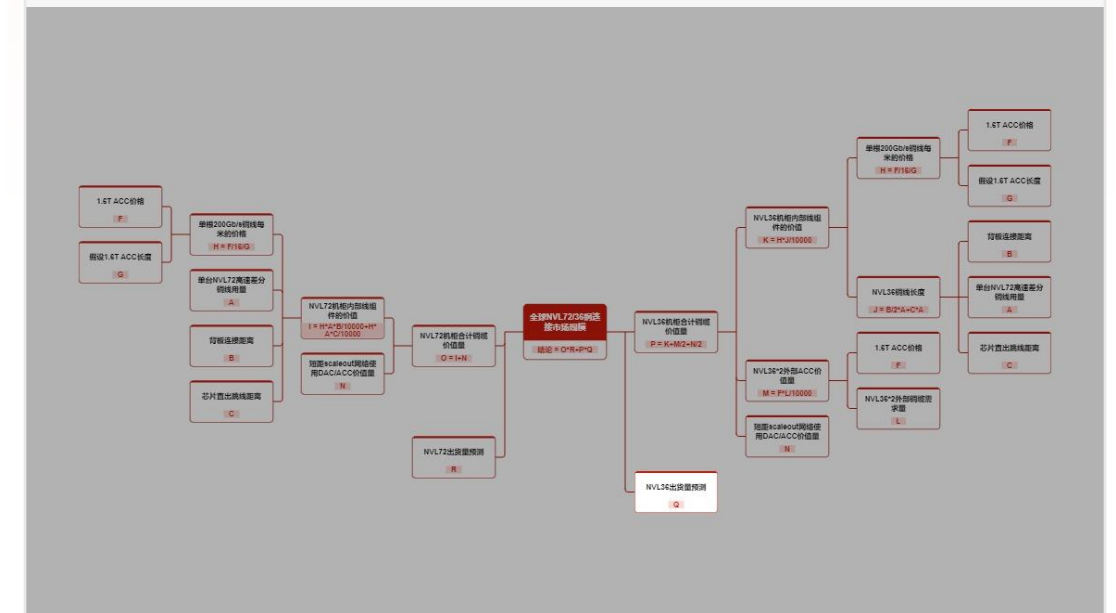 1.6T ACC价格
F
假设1.6T ACC长度
G
单根200Gb/s铜线每
米的价格
H = F/16/G
单台NVL72高速差分
铜线用量
A
背板连接距离
B
芯片直出跳线距离
C
NVL72机柜内部线组
件的价值
I = H*A*B/10000+H*
A*C/10000
短距scaleout网络使
用DAC/ACC价值量
N
NVL72机柜合计铜缆
价值量
O = I+N
NVL72出货量预测
R
全球NVL72/36铜连
接市场规模
结论 = O*R+P*Q
NVL36机柜合计铜缆
价值量
P = K+M/2+N/2
NVL36出货量预测
Q
NVL36机柜内部线组
件的价值
K = H*J/10000
NVL36*2外部ACC价
值量
M = F*L/10000
短距scaleout网络使
用DAC/ACC价值量
N
单根200Gb/s铜线每
米的价格
H = F/16/G
NVL36铜线长度
J = B/2*A+C*A
1.6T ACC价格
F
NVL36*2外部铜缆需
求量
L
1.6T ACC价格
F
假设1.6T ACC长度
G
背板连接距离
B
单台NVL72高速差分
铜线用量
A
芯片直出跳线距离
C